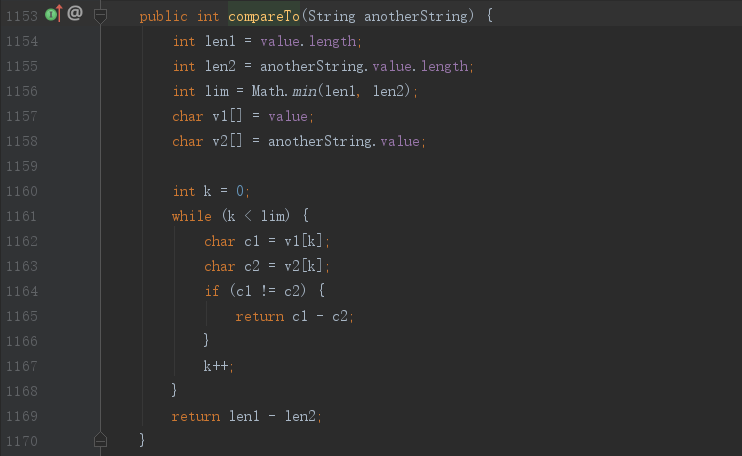 1153 @ public int compareTo(String anotherString) {
1154 int len1 = value.length;
1155 int len2 = anotherString.value.length;
1156 int lim = Math.min(len1, len2);
1157 char v1[] = value;
1158 char v2[] = anotherString.value;
1159
1160 int k = 0;
1161 while (k < lim) {
1162 char c1 = v1[k];
1163 char c2 = v2[k];
1164 if (c1 != c2) {
1165 return c1 - c2;
1166 }
1167 k++;
1168 }
1169 return len1 - len2;
1170 }